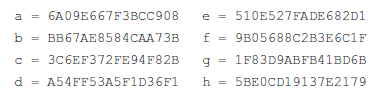 a = 6A09E667F3BCC908 e = 510E527FADE682D1
b = BB67AE8584CAA73B f = 9B05688C2B3E6C1F
c = 3C6EF372FE94F82B g = 1F83D9ABFB41BD6B
d = A54FF53A5F1D36F1 h = 5BE0CD19137E2179